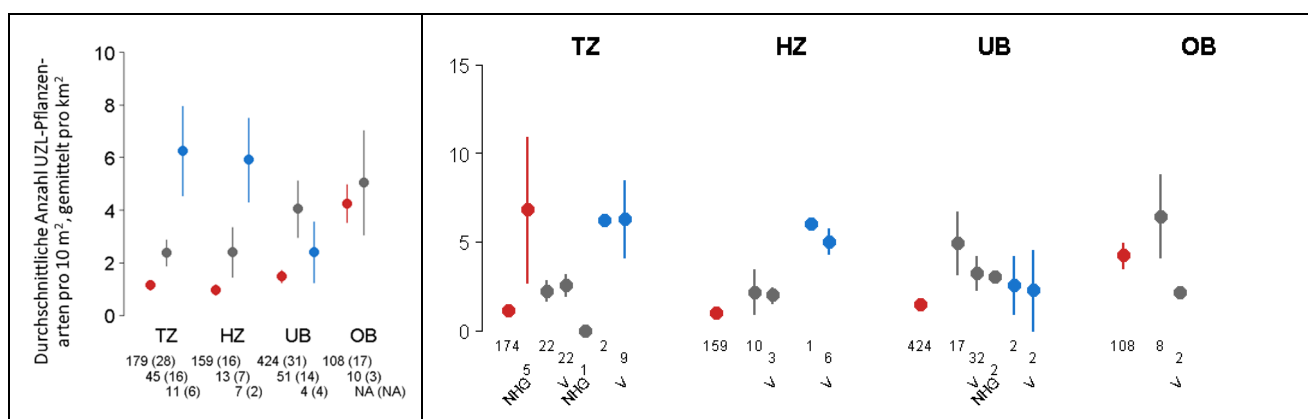 Durchschnittliche Anzahl UZL-Pflanzen-
arten pro 10 m², gemittelt pro km²
10
8
6
4
2
0
TZ HZ UB OB
179 (28) 159 (16) 424 (31) 108 (17)
45 (16) 13 (7) 51 (14) 10 (3)
11 (6) 7 (2) 4 (4) NA (NA)
TZ HZ UB OB
15
10
5
0
174 22 2 10 1 17 2 8
159 424 108
5 22 9 3 6 32 2 2
NHG V V V V V V V
1 2
NHG NHG